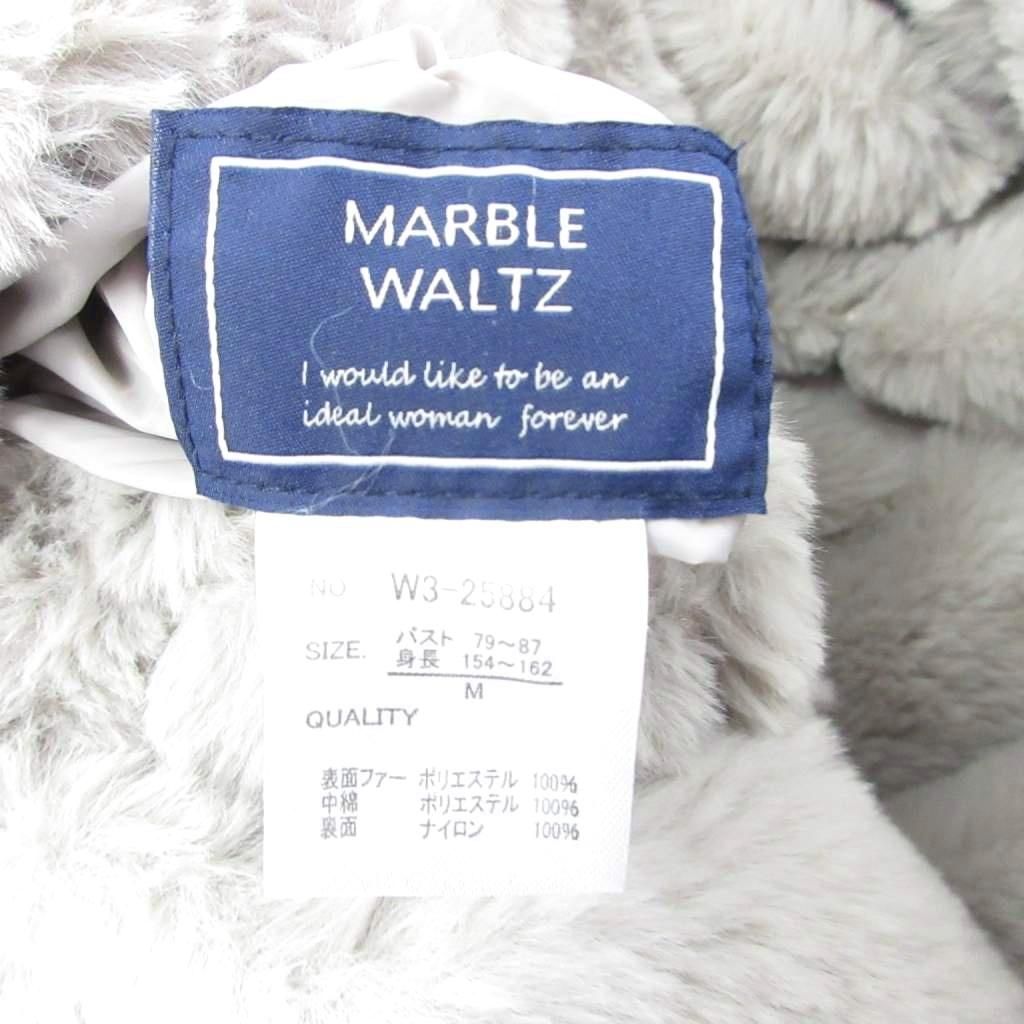 MARBLE
WALTZ
I would like to be an
ideal woman forever
NO W3-25884
SIZE. バスト 79～87
身長 154～162
M
QUALITY
表面ファー ポリエステル 100%
中綿 ポリエステル 100%
裏面 ナイロン 100%